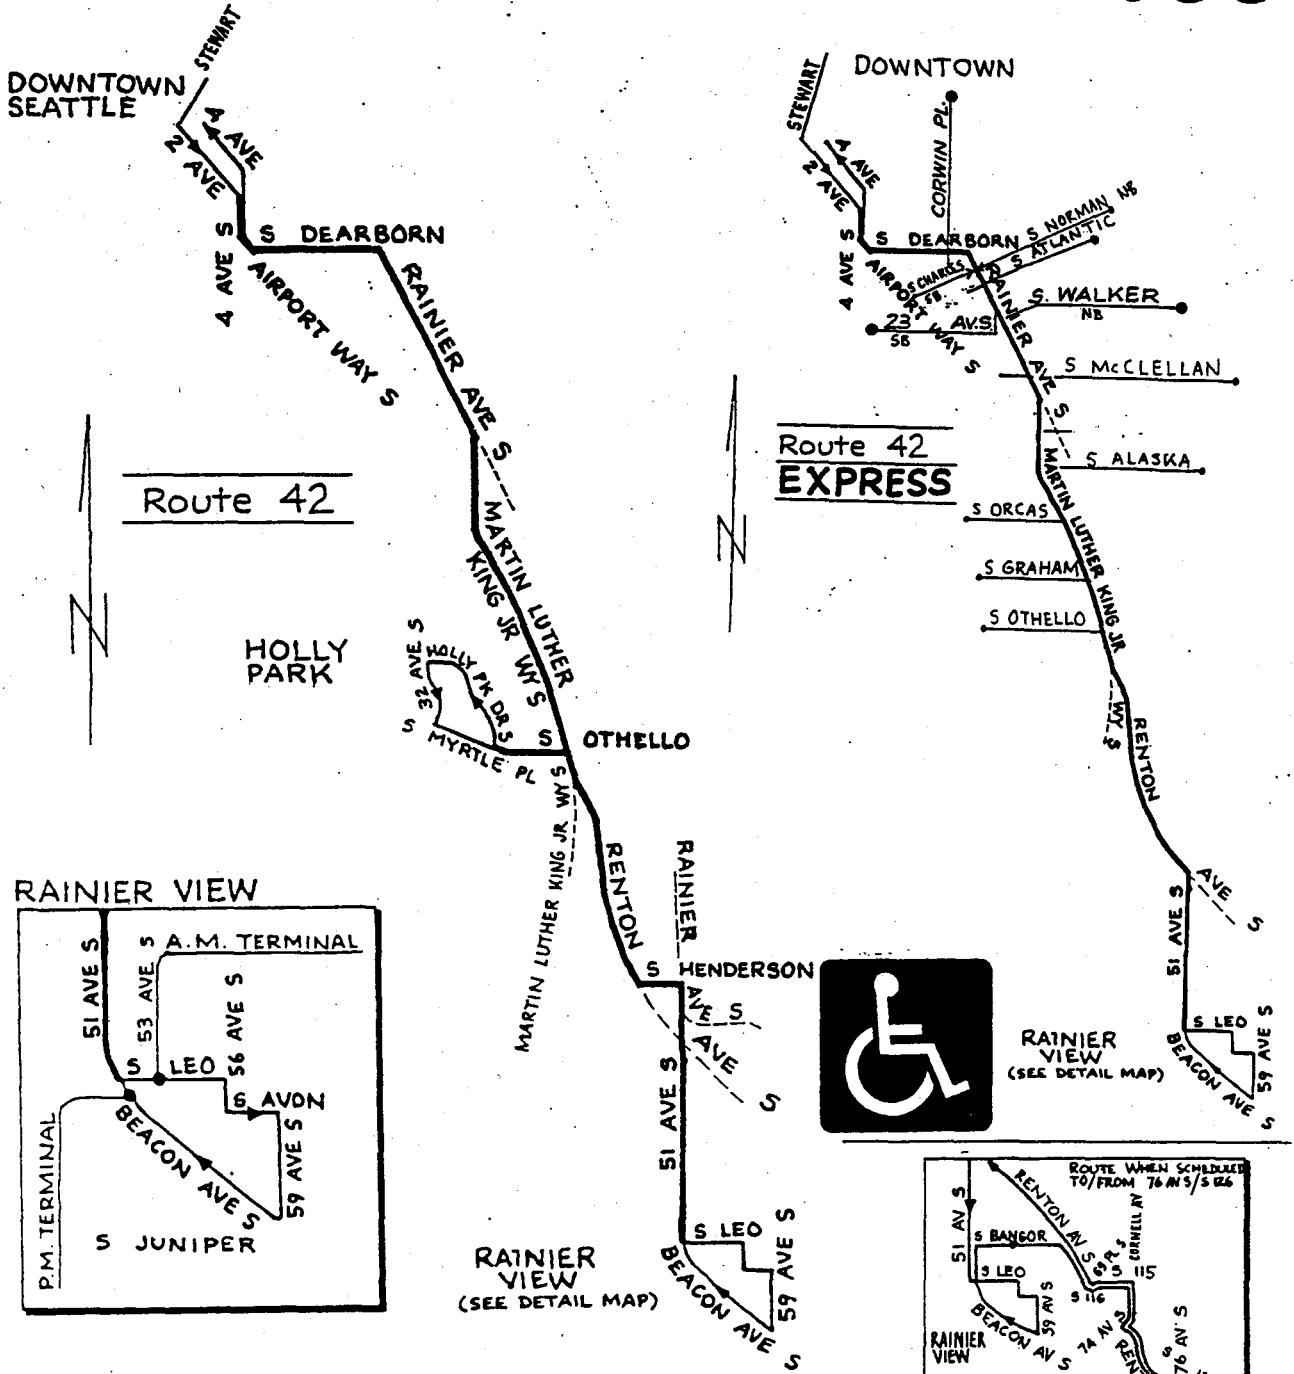 STEWART
DOWNTOWN
SEATTLE
4 AVE
2 AVE
4 AVE S
S DEARBORN
AIRPORT WAY S
RAINIER AVE S
Route 42
MARTIN LUTHER
KING JR WY S
HOLLY
PARK
32 AVE S
HOLLY PK DR S
S MYRTLE PL
S OTHELLO
MARTIN LUTHER KING JR WY S
RENTON AVE S
RAINIER AVE S
S HENDERSON
51 AVE S
S LEO
59 AVE S
BEACON AVE S
RAINIER
VIEW
(SEE DETAIL MAP)
RAINIER VIEW
51 AVE S
53 AVE S
A.M. TERMINAL
56 AVE S
S LEO
S AVON
59 AVE S
BEACON AVE S
P.M. TERMINAL
S JUNIPER
STEWART
DOWNTOWN
4 AVE
2 AVE
CORWIN PL.
4 AVE S
S DEARBORN
S NORMAN NB
S ATLANTIC
S CHARLES
SB
AIRPORT WAY S
RAINIER AVE S
S. WALKER
NB
23 AV.S
SB
S McCLELLAN
Route 42
EXPRESS
S ALASKA
MARTIN LUTHER KING JR WY S
S ORCAS
S GRAHAM
S OTHELLO
RENTON AVE S
51 AVE S
S LEO
59 AVE S
BEACON AVE S
RAINIER
VIEW
(SEE DETAIL MAP)
ROUTE WHEN SCHEDULED
TO/FROM 76 AV S/S 126
51 AV S
RENTON AV S
CORNELL AV
S BANGOR
69 PL S
S 115
S LEO
S 116
59 AV S
BEACON AV S
74 AV S
REN
76 AV S
S
RAINIER
VIEW